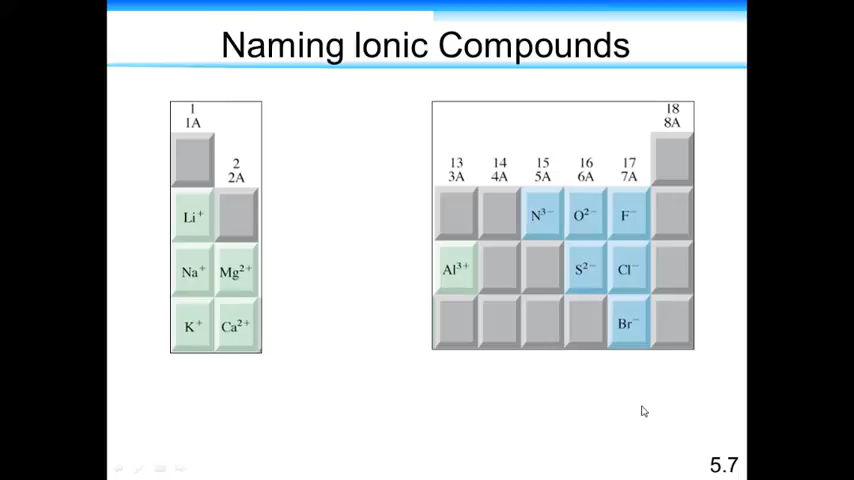 Naming Ionic Compounds
1
1A
2
2A
Li⁺
Na⁺ Mg²⁺
K⁺ Ca²⁺
18
8A
13 14 15 16 17
3A 4A 5A 6A 7A
N³⁻ O²⁻ F⁻
Al³⁺ S²⁻ Cl⁻
Br⁻
5.7